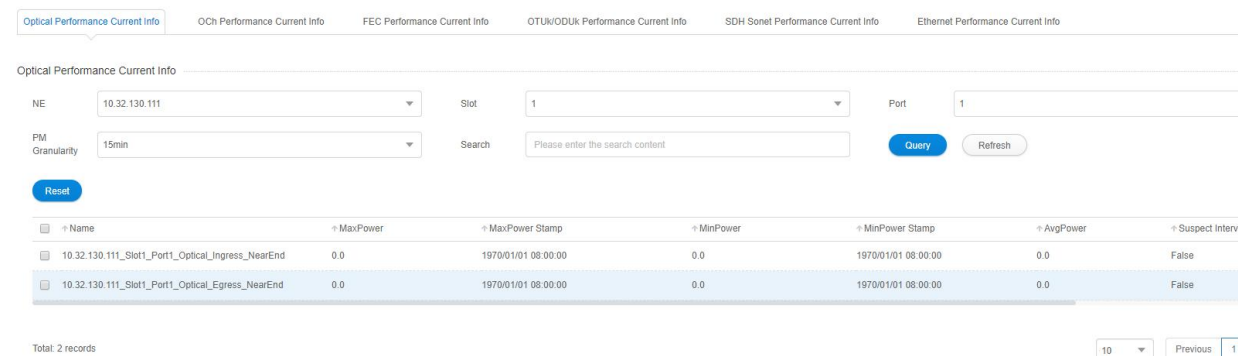 Optical Performance Current Info OCh Performance Current Info FEC Performance Current Info OTUk/ODUk Performance Current Info SDH Sonet Performance Current Info Ethernet Performance Current Info
Optical Performance Current Info
NE 10.32.130.111 Slot 1 Port 1
PM Granularity 15min Search Please enter the search content Query Refresh
Reset
Name MaxPower MaxPower Stamp MinPower MinPower Stamp AvgPower Suspect Interv
10.32.130.111_Slot1_Port1_Optical_Ingress_NearEnd 0.0 1970/01/01 08:00:00 0.0 1970/01/01 08:00:00 0.0 False
10.32.130.111_Slot1_Port1_Optical_Egress_NearEnd 0.0 1970/01/01 08:00:00 0.0 1970/01/01 08:00:00 0.0 False
Total: 2 records 10 Previous 1